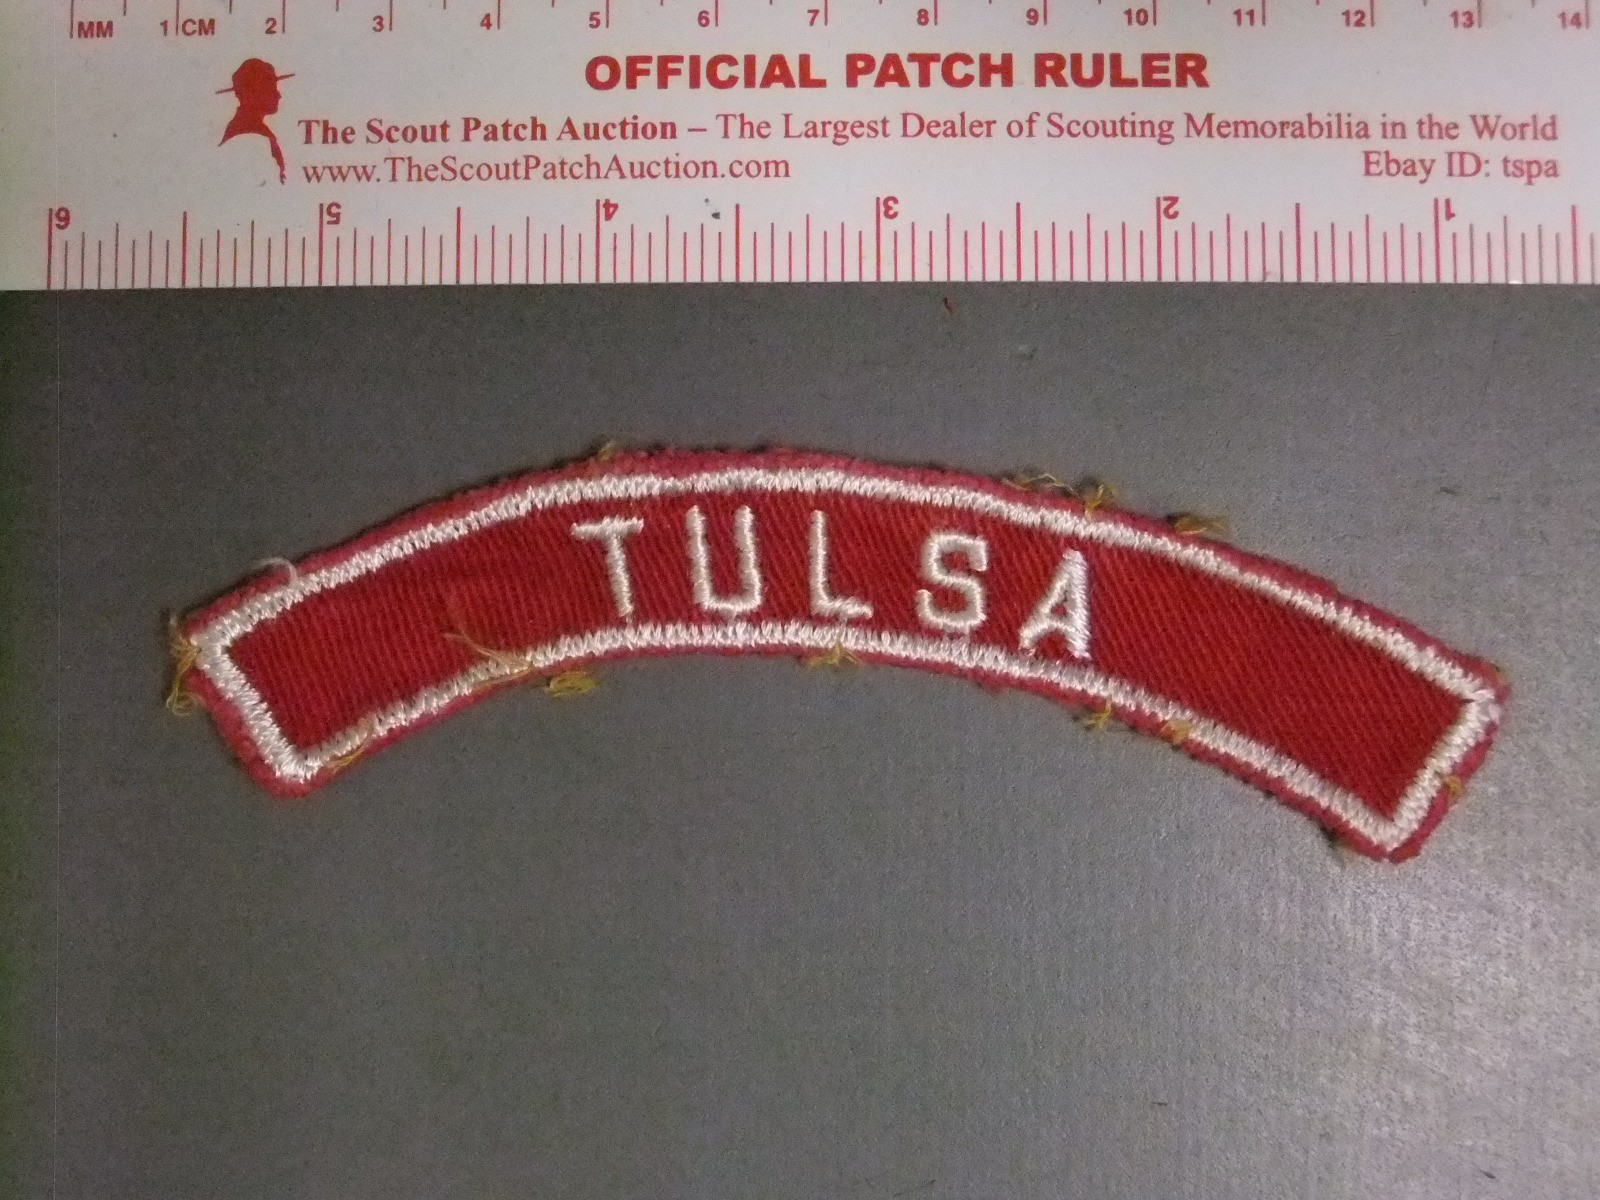 MM 1 CM 2 3 4 5 6 7 8 9 10 11 12 13 14
OFFICIAL PATCH RULER
The Scout Patch Auction – The Largest Dealer of Scouting Memorabilia in the World
www.TheScoutPatchAuction.com Ebay ID: tspa
6 5 4 3 2 1
TULSA